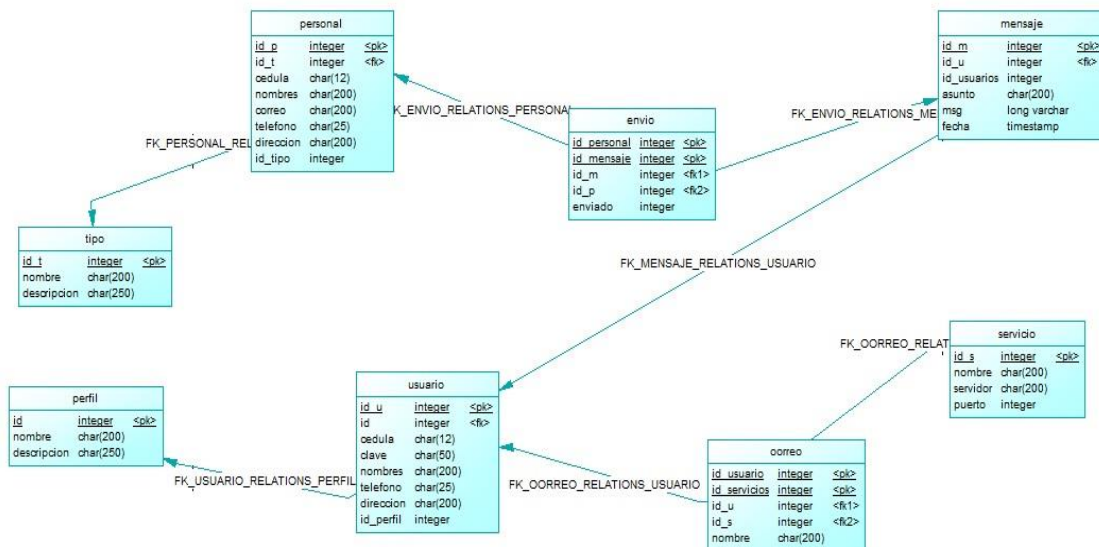 personal
id_p integer <pk>
id_t integer <fk>
cedula char(12)
nombres char(200)
correo char(200)
telefono char(25)
direccion char(200)
id_tipo integer
mensaje
id_m integer <pk>
id_u integer <fk>
id_usuarios integer
asunto char(200)
msg long varchar
fecha timestamp
K_ENVIO_RELATIONS_PERSONA
FK_ENVIO_RELATIONS_ME
envio
id_personal integer <pk>
id_mensaje integer <pk>
id_m integer <fk1>
id_p integer <fk2>
enviado integer
FK_PERSONAL_REL
tipo
id_t integer <pk>
nombre char(200)
descripcion char(250)
FK_MENSAJE_RELATIONS_USUARIO
servicio
id_s integer <pk>
nombre char(200)
servidor char(200)
puerto integer
FK_OORREO_RELAT
perfil
id integer <pk>
nombre char(200)
descripcion char(250)
usuario
id_u integer <pk>
id integer <fk>
cedula char(12)
clave char(50)
nombres char(200)
telefono char(25)
direccion char(200)
id_perfil integer
FK_USUARIO_RELATIONS_PERFIL
FK_OORREO_RELATIONS_USUARIO
oorreo
id_usuario integer <pk>
id_servicios integer <pk>
id_u integer <fk1>
id_s integer <fk2>
nombre char(200)